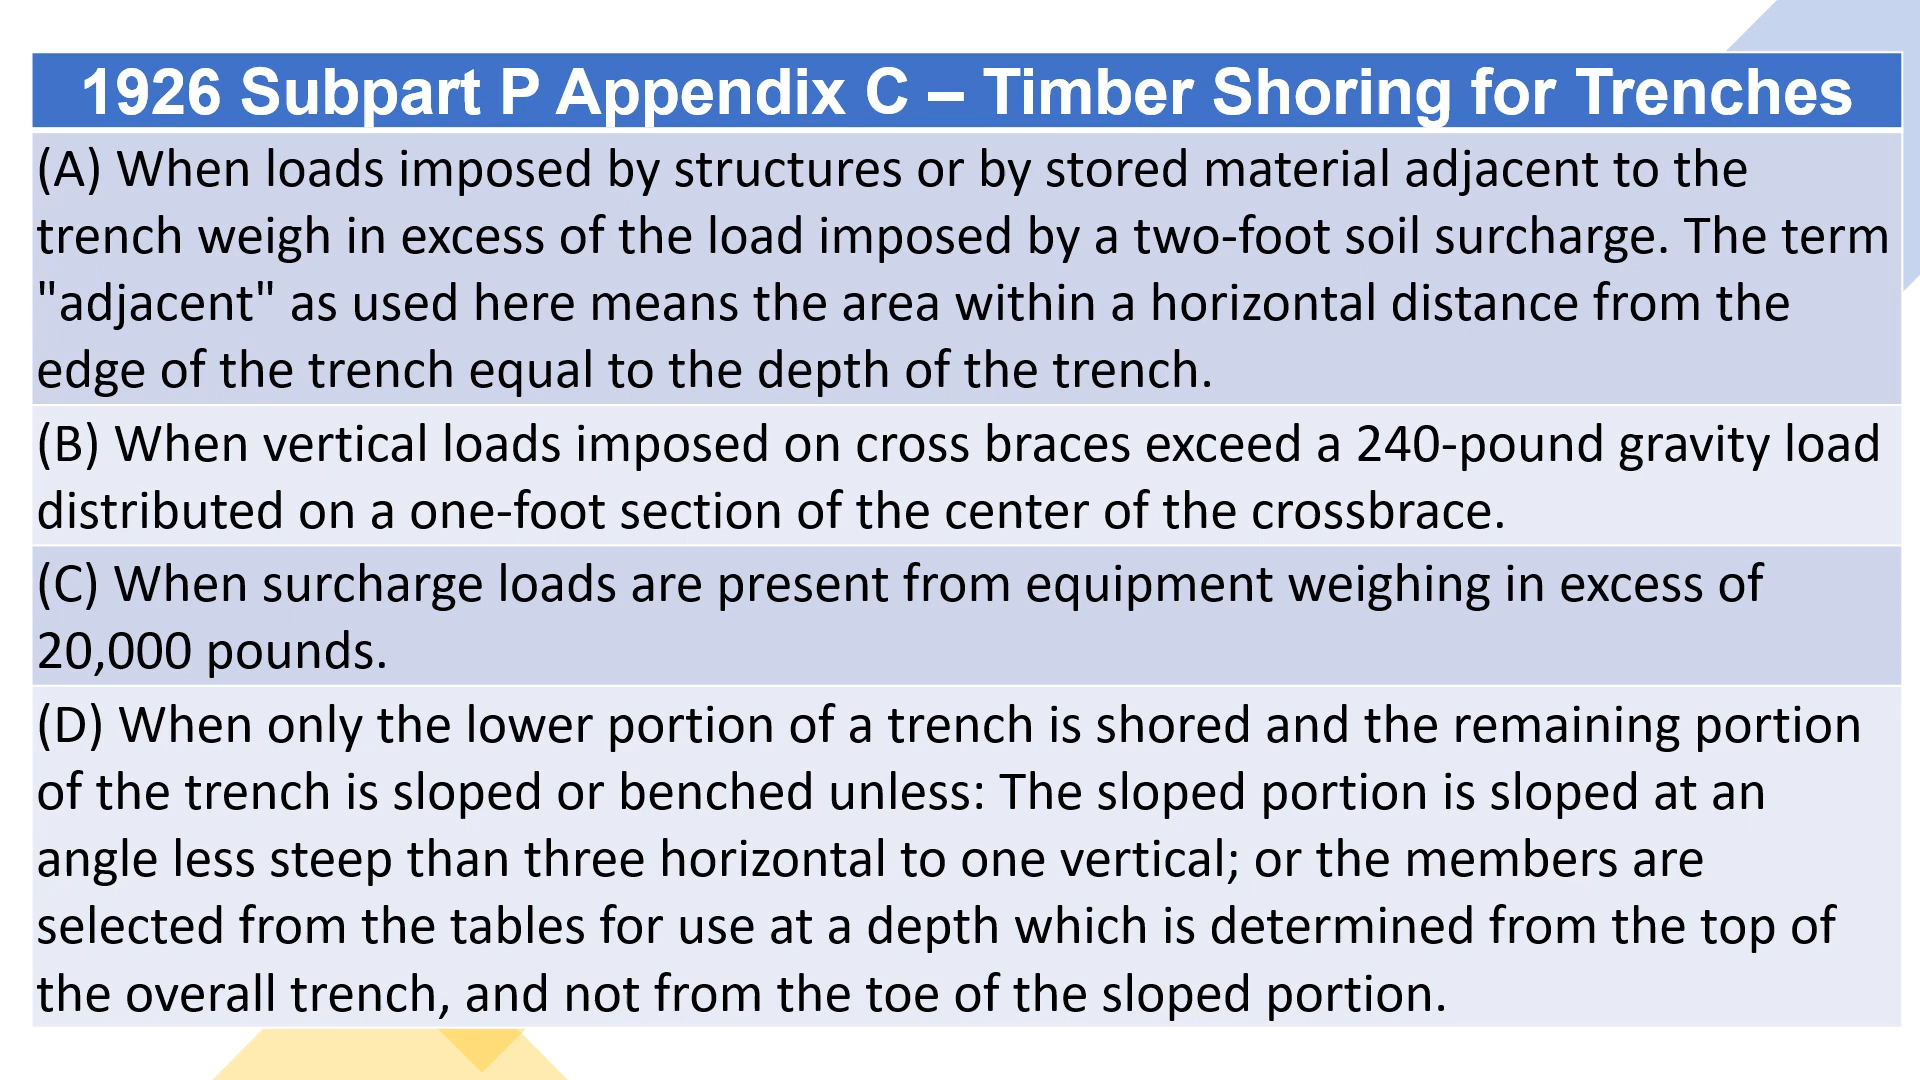 1926 Subpart P Appendix C – Timber Shoring for Trenches
(A) When loads imposed by structures or by stored material adjacent to the
trench weigh in excess of the load imposed by a two-foot soil surcharge. The term
"adjacent" as used here means the area within a horizontal distance from the
edge of the trench equal to the depth of the trench.
(B) When vertical loads imposed on cross braces exceed a 240-pound gravity load
distributed on a one-foot section of the center of the crossbrace.
(C) When surcharge loads are present from equipment weighing in excess of
20,000 pounds.
(D) When only the lower portion of a trench is shored and the remaining portion
of the trench is sloped or benched unless: The sloped portion is sloped at an
angle less steep than three horizontal to one vertical; or the members are
selected from the tables for use at a depth which is determined from the top of
the overall trench, and not from the toe of the sloped portion.